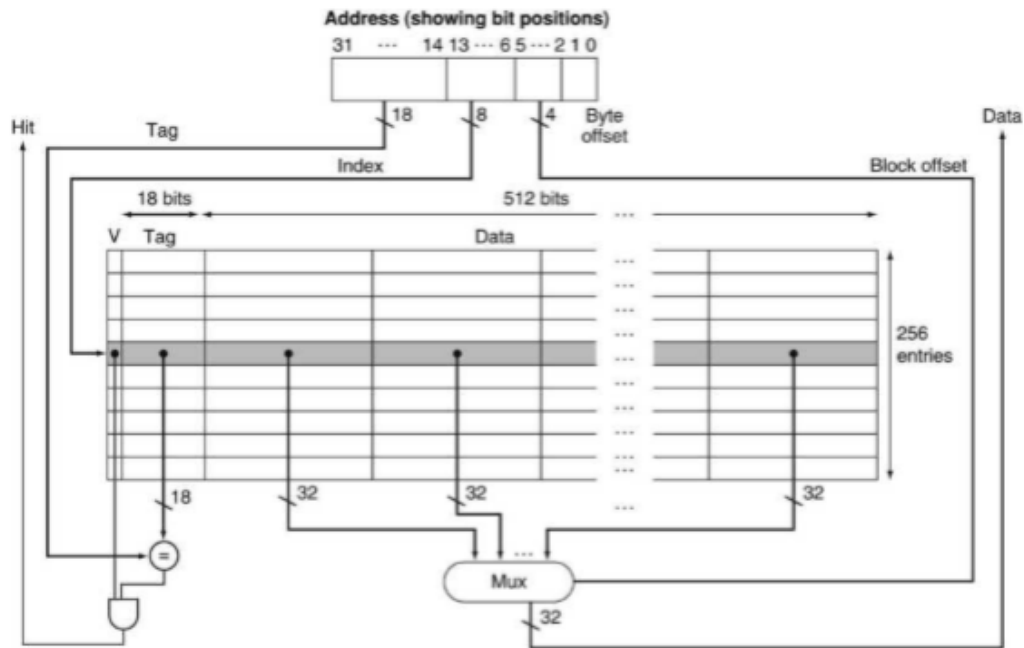 Address (showing bit positions)
31 ··· 14 13 ··· 6 5 ··· 2 1 0
18 8 4 Byte
offset
Hit
Tag
Data
Index
Block offset
18 bits
512 bits
···
V Tag
Data
···
···
···
···
···
···
···
···
···
···
256
entries
18
32
32
···
32
=
···
Mux
32